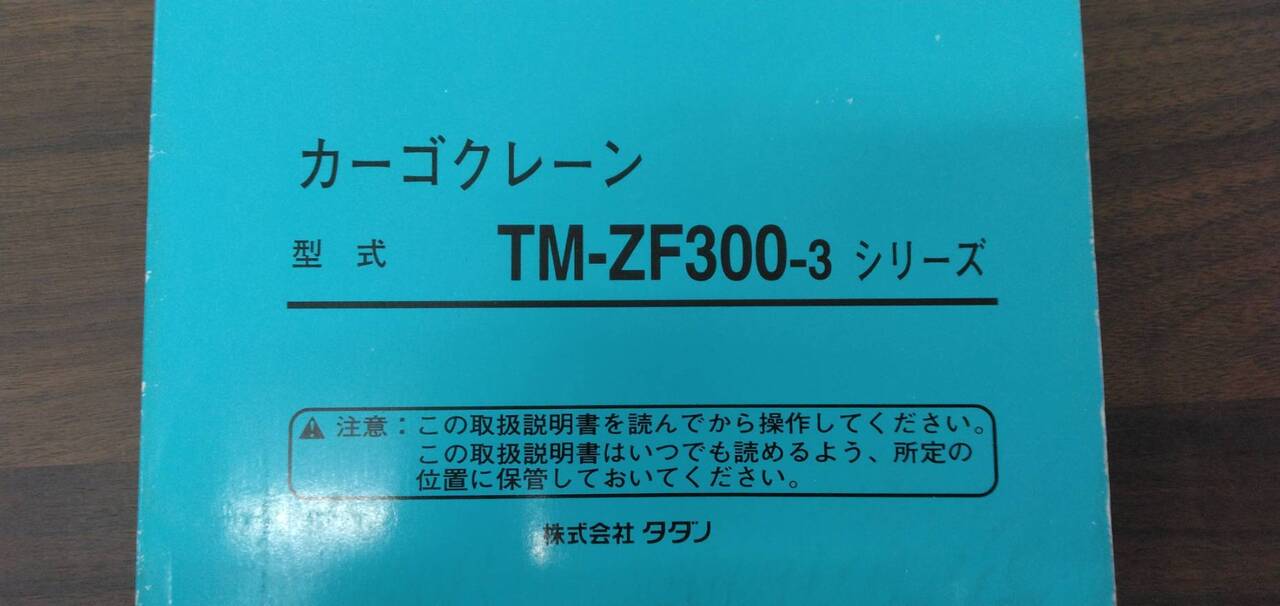 カーゴクレーン
型式 TM-ZF300-3 シリーズ
注意：この取扱説明書を読んでから操作してください。
この取扱説明書はいつでも読めるよう、所定の
位置に保管しておいてください。
株式会社 タダノ